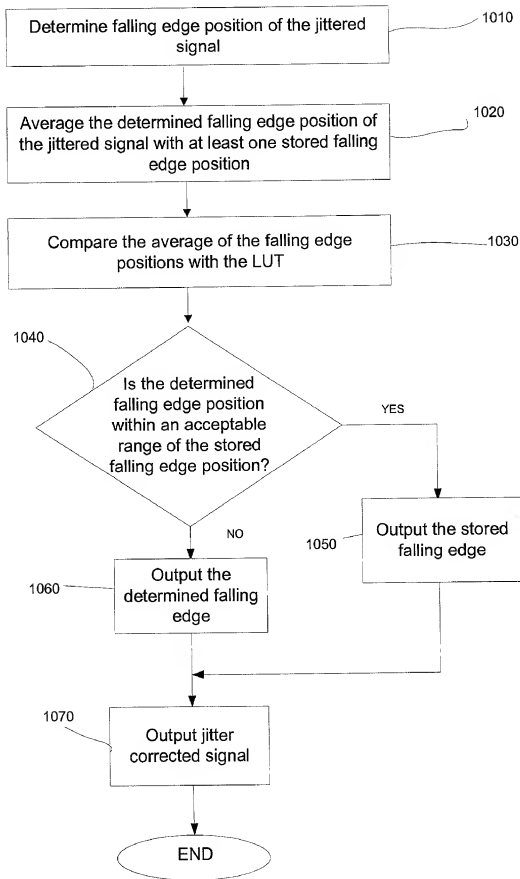 Determine falling edge position of the jittered
signal
1010
Average the determined falling edge position of
the jittered signal with at least one stored falling
edge position
1020
Compare the average of the falling edge
positions with the LUT
1030
1040
Is the determined
falling edge position
within an acceptable
range of the stored
falling edge position?
YES
NO
1050
Output the stored
falling edge
1060
Output the
determined falling
edge
1070
Output jitter
corrected signal
END